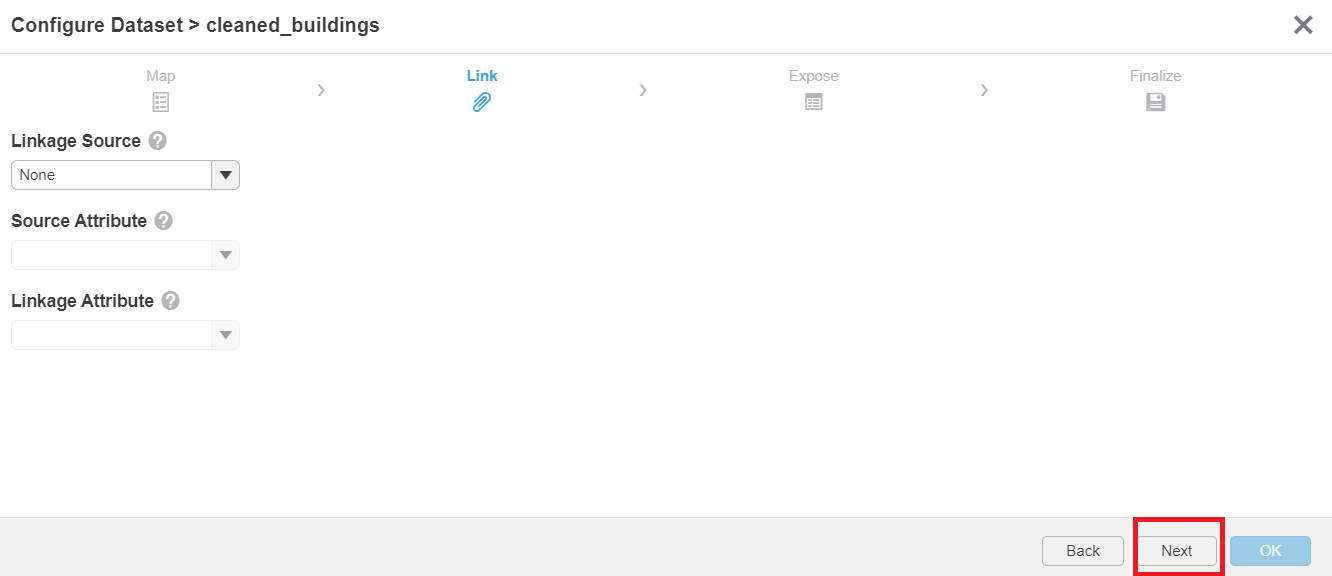 Configure Dataset > cleaned_buildings
Map
Link
Expose
Finalize
Linkage Source
None
Source Attribute
Linkage Attribute
Back
Next
OK